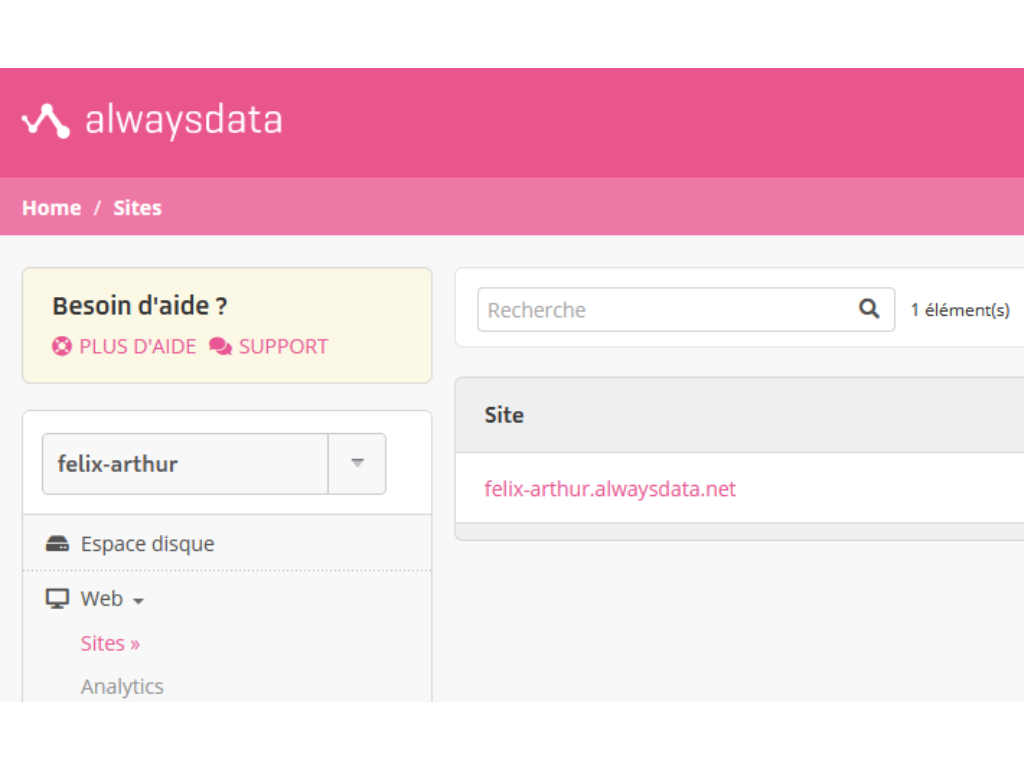 alwaysdata
Home / Sites
Besoin d'aide ?
PLUS D'AIDE SUPPORT
felix-arthur
Espace disque
Web
Sites »
Analytics
Recherche
1 élément(s)
Site
felix-arthur.alwaysdata.net